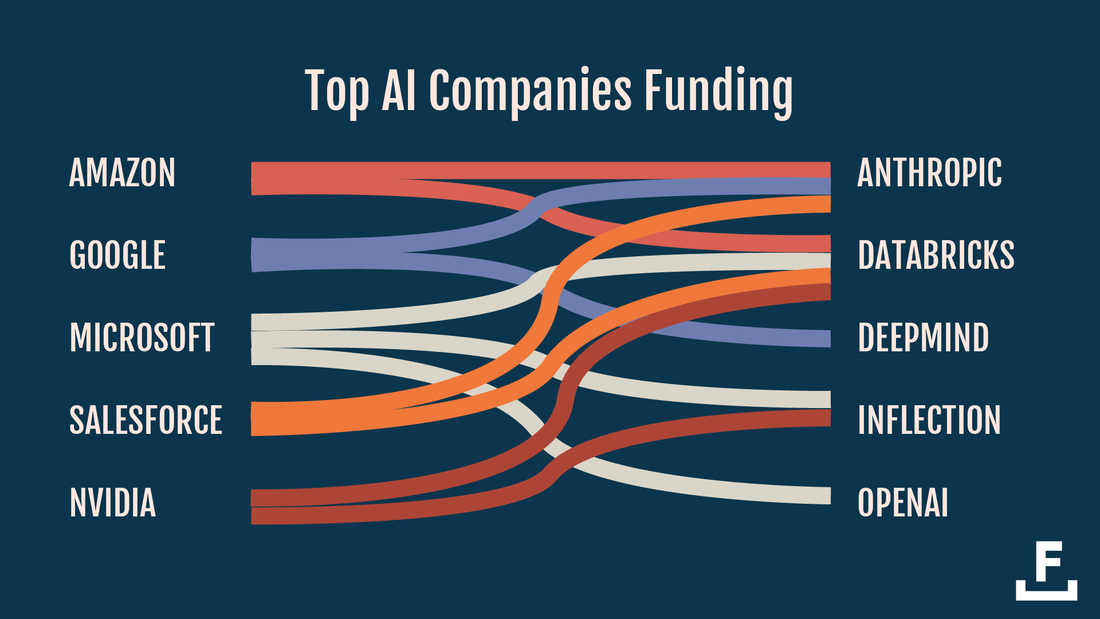 Top AI Companies Funding
AMAZON
ANTHROPIC
GOOGLE
DATABRICKS
MICROSOFT
DEEPMIND
SALESFORCE
INFLECTION
NVIDIA
OPENAI
F